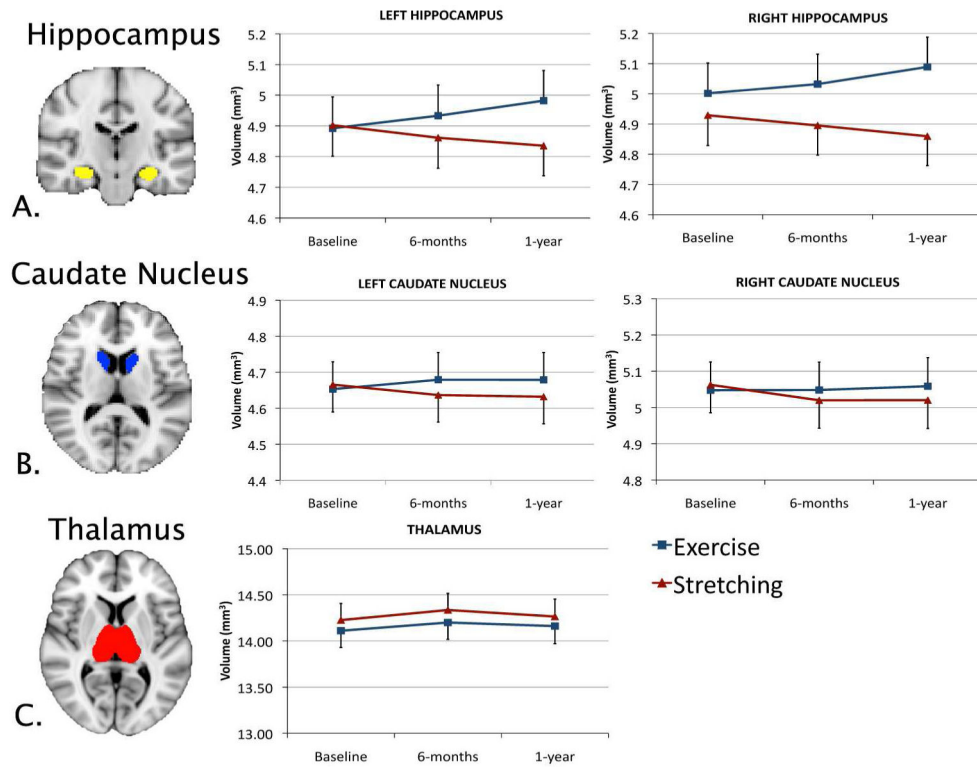 Hippocampus
A.
LEFT HIPPOCAMPUS
Volume (mm³)
5.2
5.1
5
4.9
4.8
4.7
4.6
Baseline 6-months 1-year
RIGHT HIPPOCAMPUS
Volume (mm³)
5.2
5.1
5
4.9
4.8
4.7
4.6
Baseline 6-months 1-year
Caudate Nucleus
B.
LEFT CAUDATE NUCLEUS
Volume (mm³)
4.9
4.8
4.7
4.6
4.5
4.4
Baseline 6-months 1-year
RIGHT CAUDATE NUCLEUS
Volume (mm³)
5.3
5.2
5.1
5
4.9
4.8
Baseline 6-months 1-year
Thalamus
C.
THALAMUS
Volume (mm³)
15.00
14.50
14.00
13.50
13.00
Baseline 6-months 1-year
Exercise
Stretching